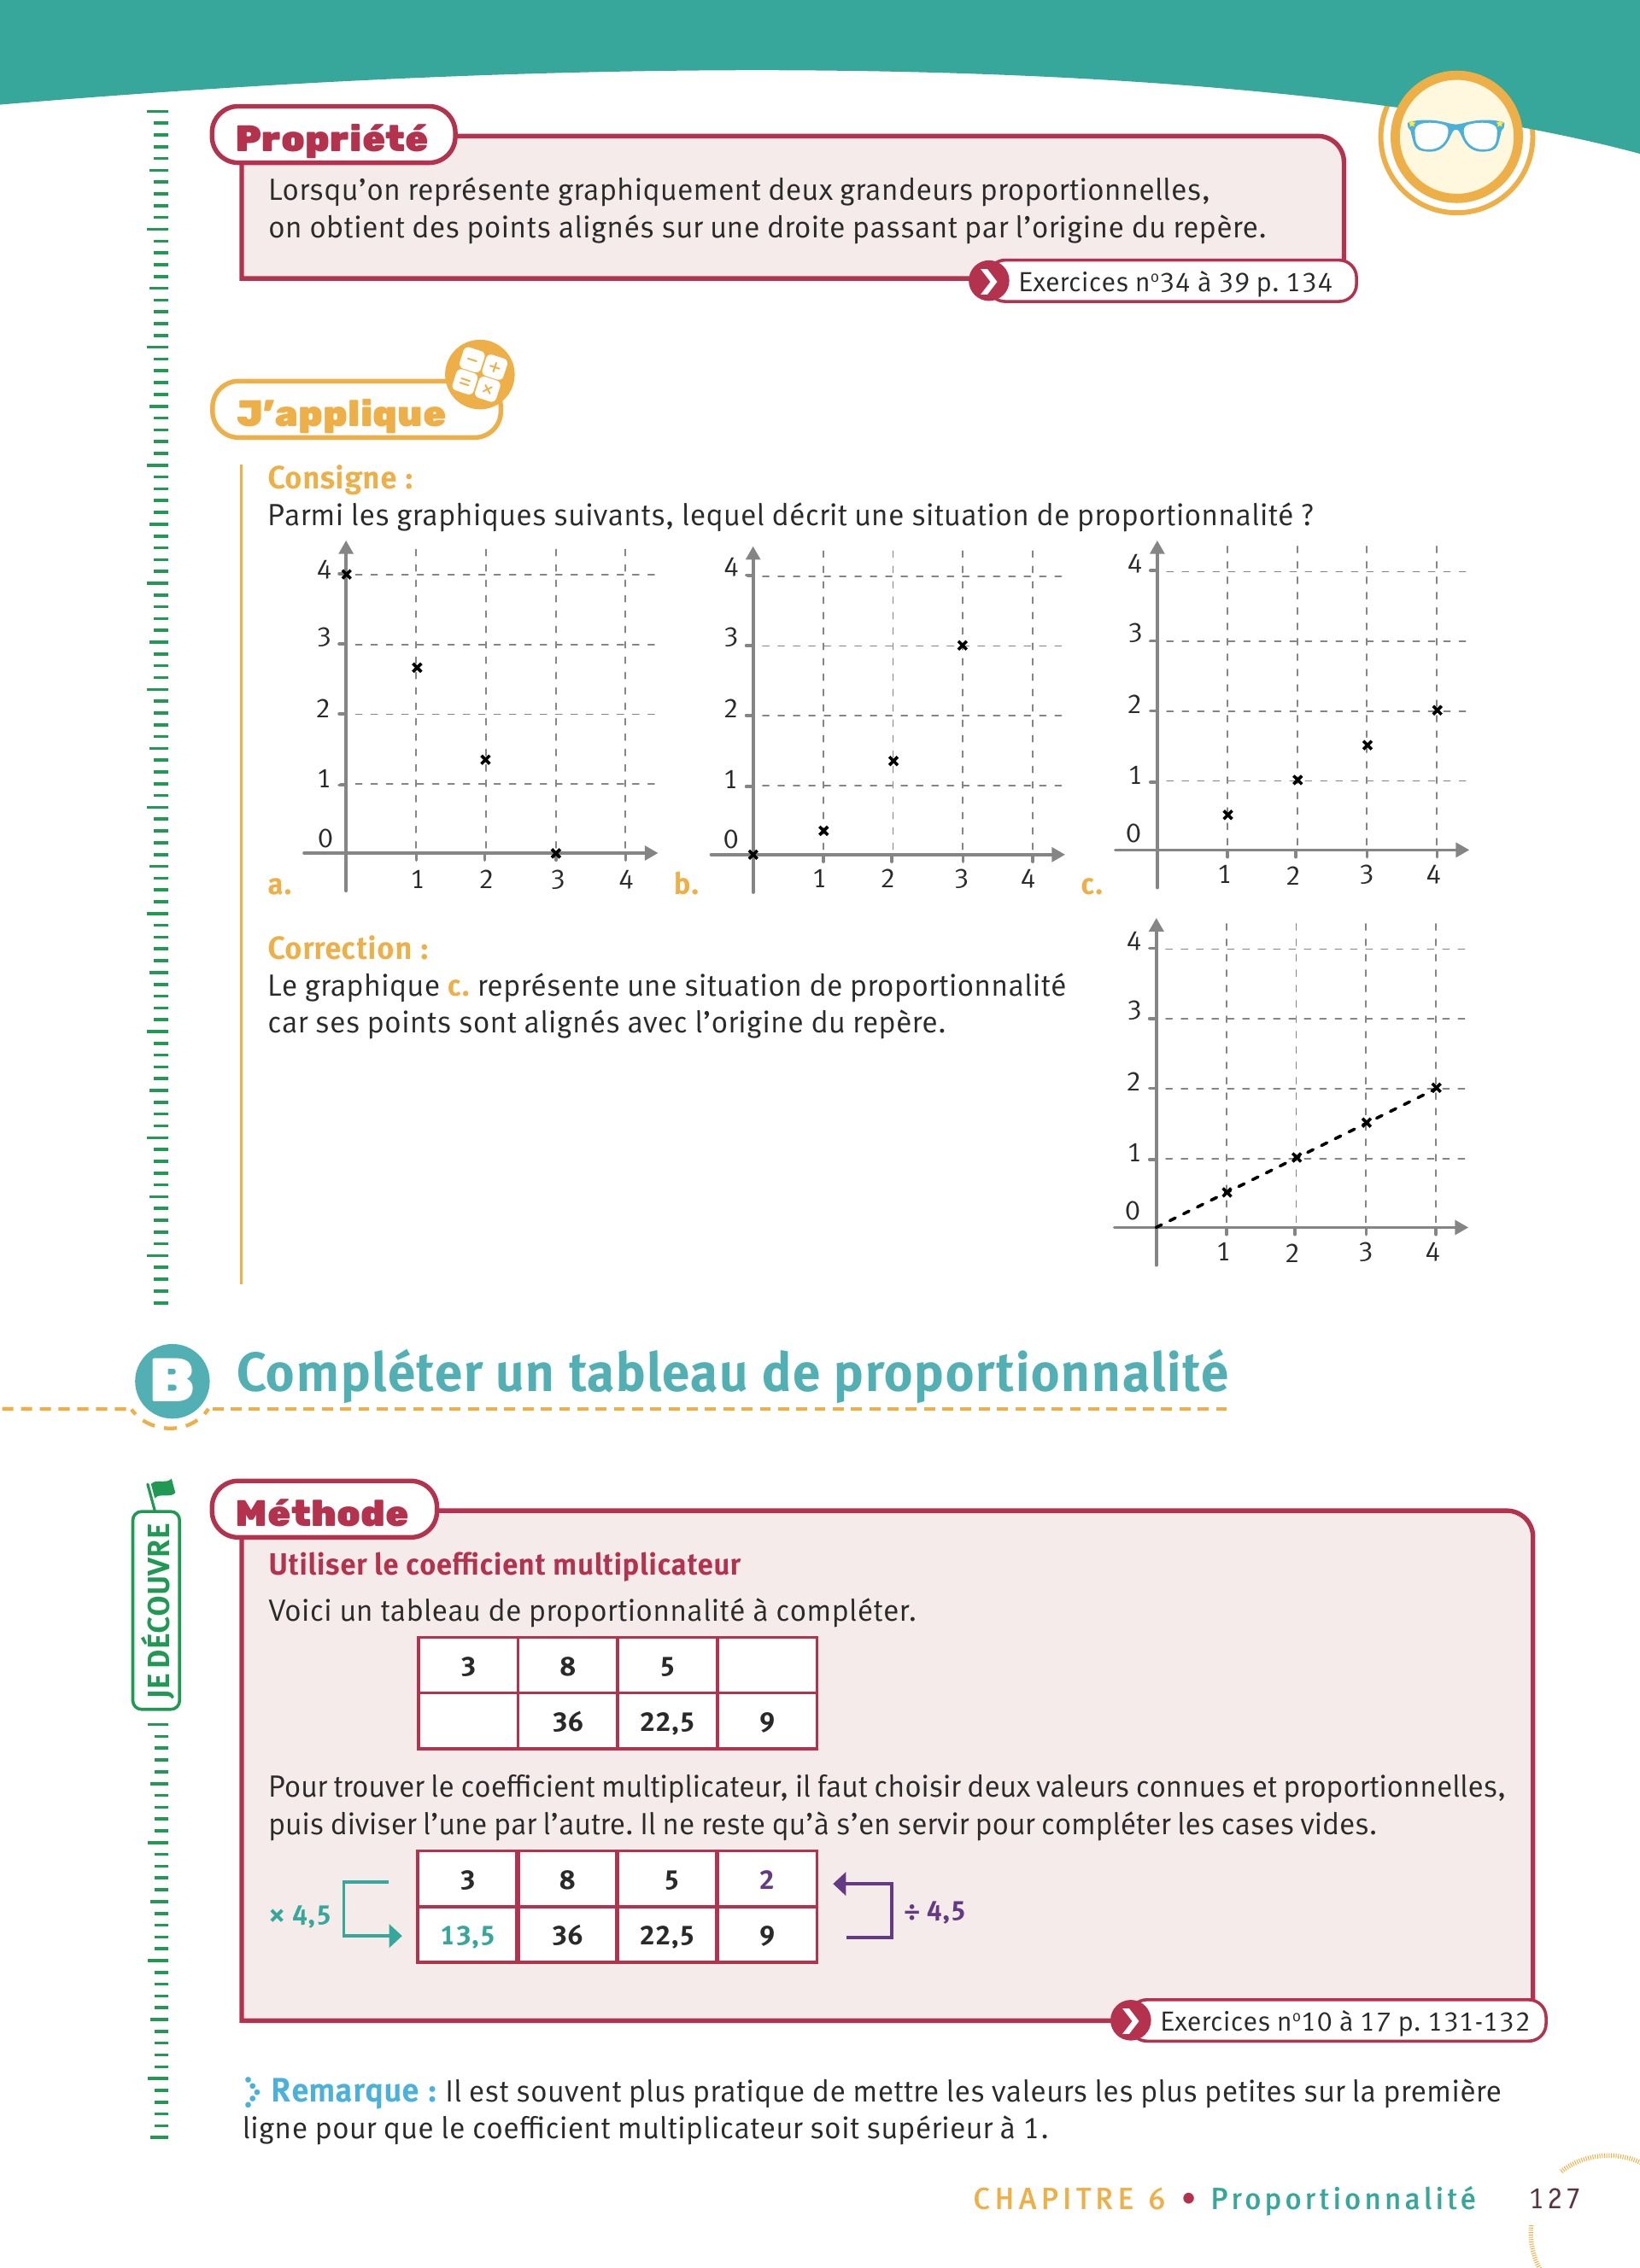 Propriété
Lorsqu’on représente graphiquement deux grandeurs proportionnelles,
on obtient des points alignés sur une droite passant par l’origine du repère.
Exercices nº34 à 39 p. 134
J’applique
− + = ×
Consigne :
Parmi les graphiques suivants, lequel décrit une situation de proportionnalité ?
4
3
2
1
0
1 2 3 4
a.
4
3
2
1
0
1 2 3 4
b.
4
3
2
1
0
1 2 3 4
c.
Correction :
Le graphique c. représente une situation de proportionnalité
car ses points sont alignés avec l’origine du repère.
4
3
2
1
0
1 2 3 4
B Compléter un tableau de proportionnalité
JE DÉCOUVRE
Méthode
Utiliser le coefficient multiplicateur
Voici un tableau de proportionnalité à compléter.
3 8 5
36 22,5 9
Pour trouver le coefficient multiplicateur, il faut choisir deux valeurs connues et proportionnelles,
puis diviser l’une par l’autre. Il ne reste qu’à s’en servir pour compléter les cases vides.
3 8 5 2
× 4,5
÷ 4,5
13,5 36 22,5 9
Exercices nº10 à 17 p. 131-132
Remarque : Il est souvent plus pratique de mettre les valeurs les plus petites sur la première
ligne pour que le coefficient multiplicateur soit supérieur à 1.
CHAPITRE 6 • Proportionnalité 127